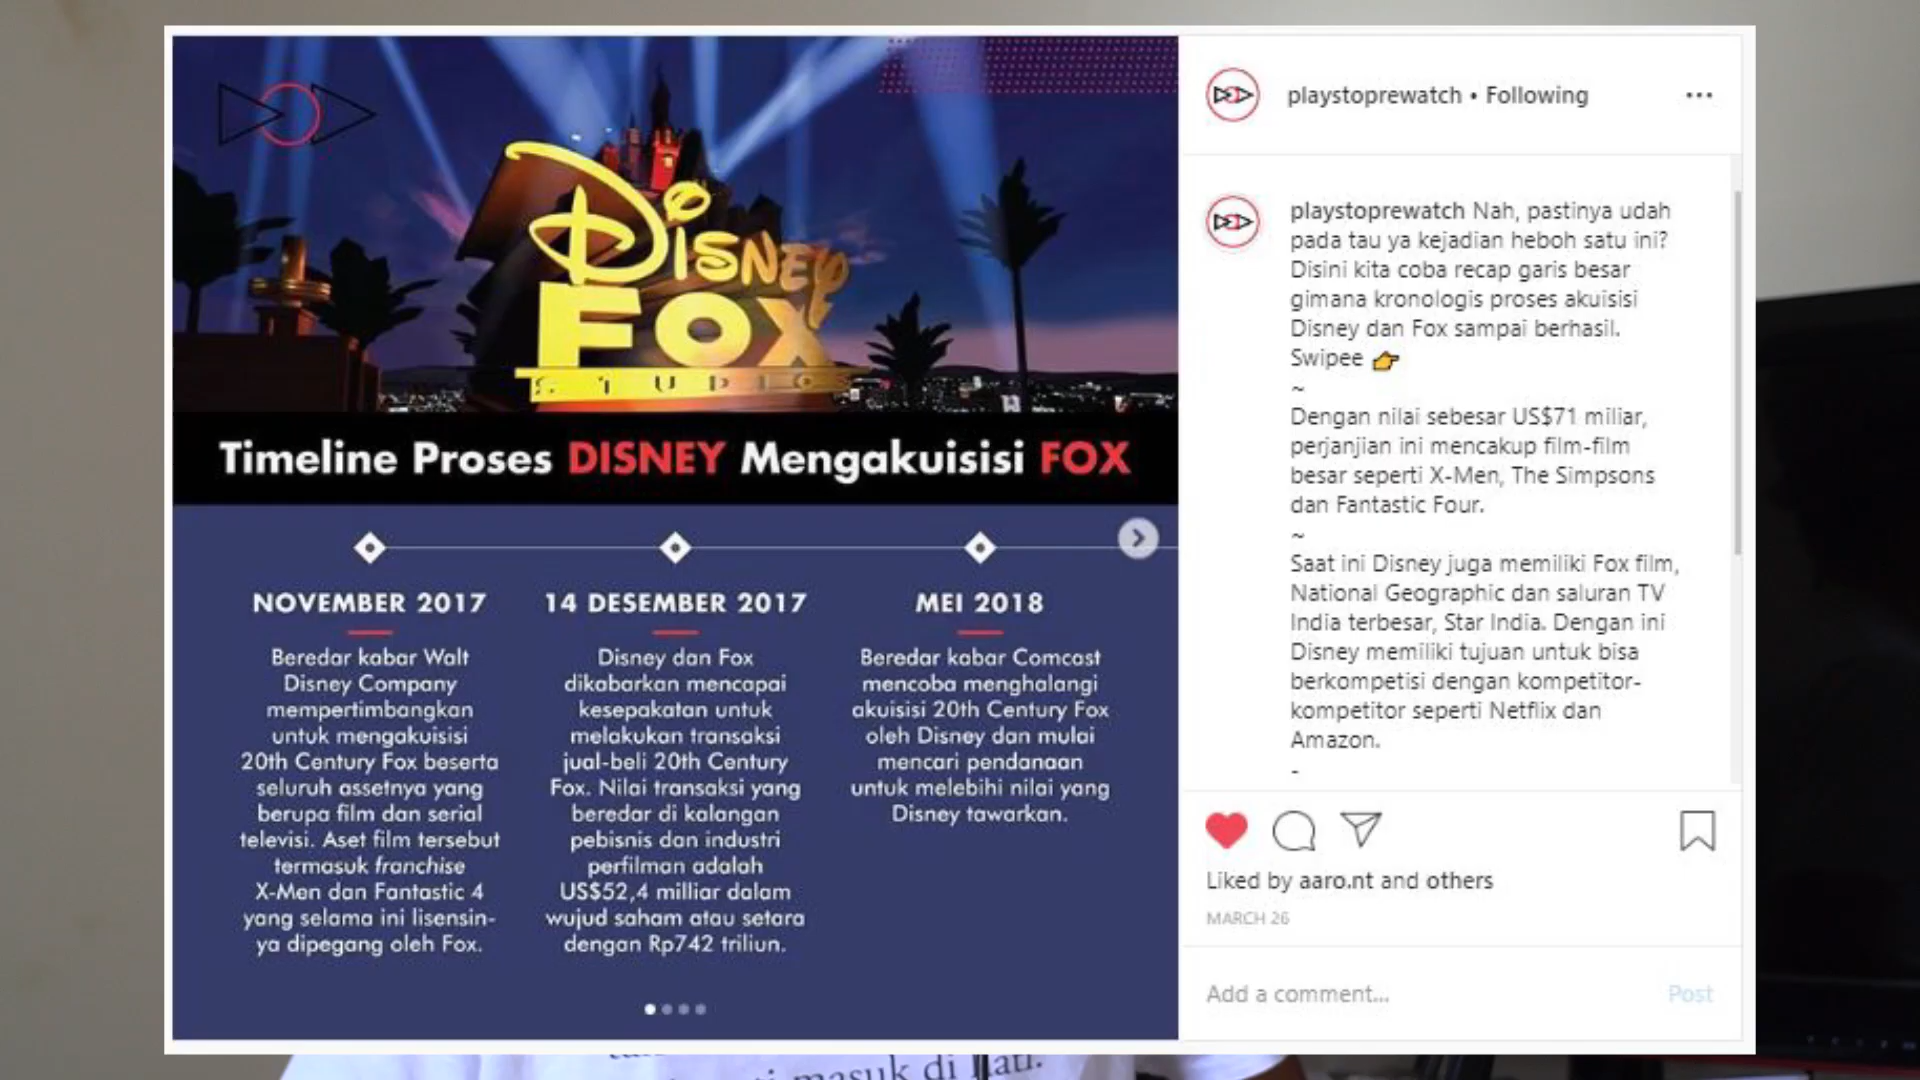 DISNEY
FOX
STUDIOS
Timeline Proses DISNEY Mengakuisisi FOX
NOVEMBER 2017
Beredar kabar Walt
Disney Company
mempertimbangkan
untuk mengakuisisi
20th Century Fox beserta
seluruh assetnya yang
berupa film dan serial
televisi. Aset film tersebut
termasuk franchise
X-Men dan Fantastic 4
yang selama ini lisensin-
ya dipegang oleh Fox.
14 DESEMBER 2017
Disney dan Fox
dikabarkan mencapai
kesepakatan untuk
melakukan transaksi
jual-beli 20th Century
Fox. Nilai transaksi yang
beredar di kalangan
pebisnis dan industri
perfilman adalah
US$52,4 milliar dalam
wujud saham atau setara
dengan Rp742 triliun.
MEI 2018
Beredar kabar Comcast
mencoba menghalangi
akuisisi 20th Century Fox
oleh Disney dan mulai
mencari pendanaan
untuk melebihi nilai yang
Disney tawarkan.
playstoprewatch • Following
playstoprewatch Nah, pastinya udah
pada tau ya kejadian heboh satu ini?
Disini kita coba recap garis besar
gimana kronologis proses akuisisi
Disney dan Fox sampai berhasil.
Swipee 👉
~
Dengan nilai sebesar US$71 miliar,
perjanjian ini mencakup film-film
besar seperti X-Men, The Simpsons
dan Fantastic Four.
~
Saat ini Disney juga memiliki Fox film,
National Geographic dan saluran TV
India terbesar, Star India. Dengan ini
Disney memiliki tujuan untuk bisa
berkompetisi dengan kompetitor-
kompetitor seperti Netflix dan
Amazon.
-
Liked by aaro.nt and others
MARCH 26
Add a comment...
Post
masuk di Hati.